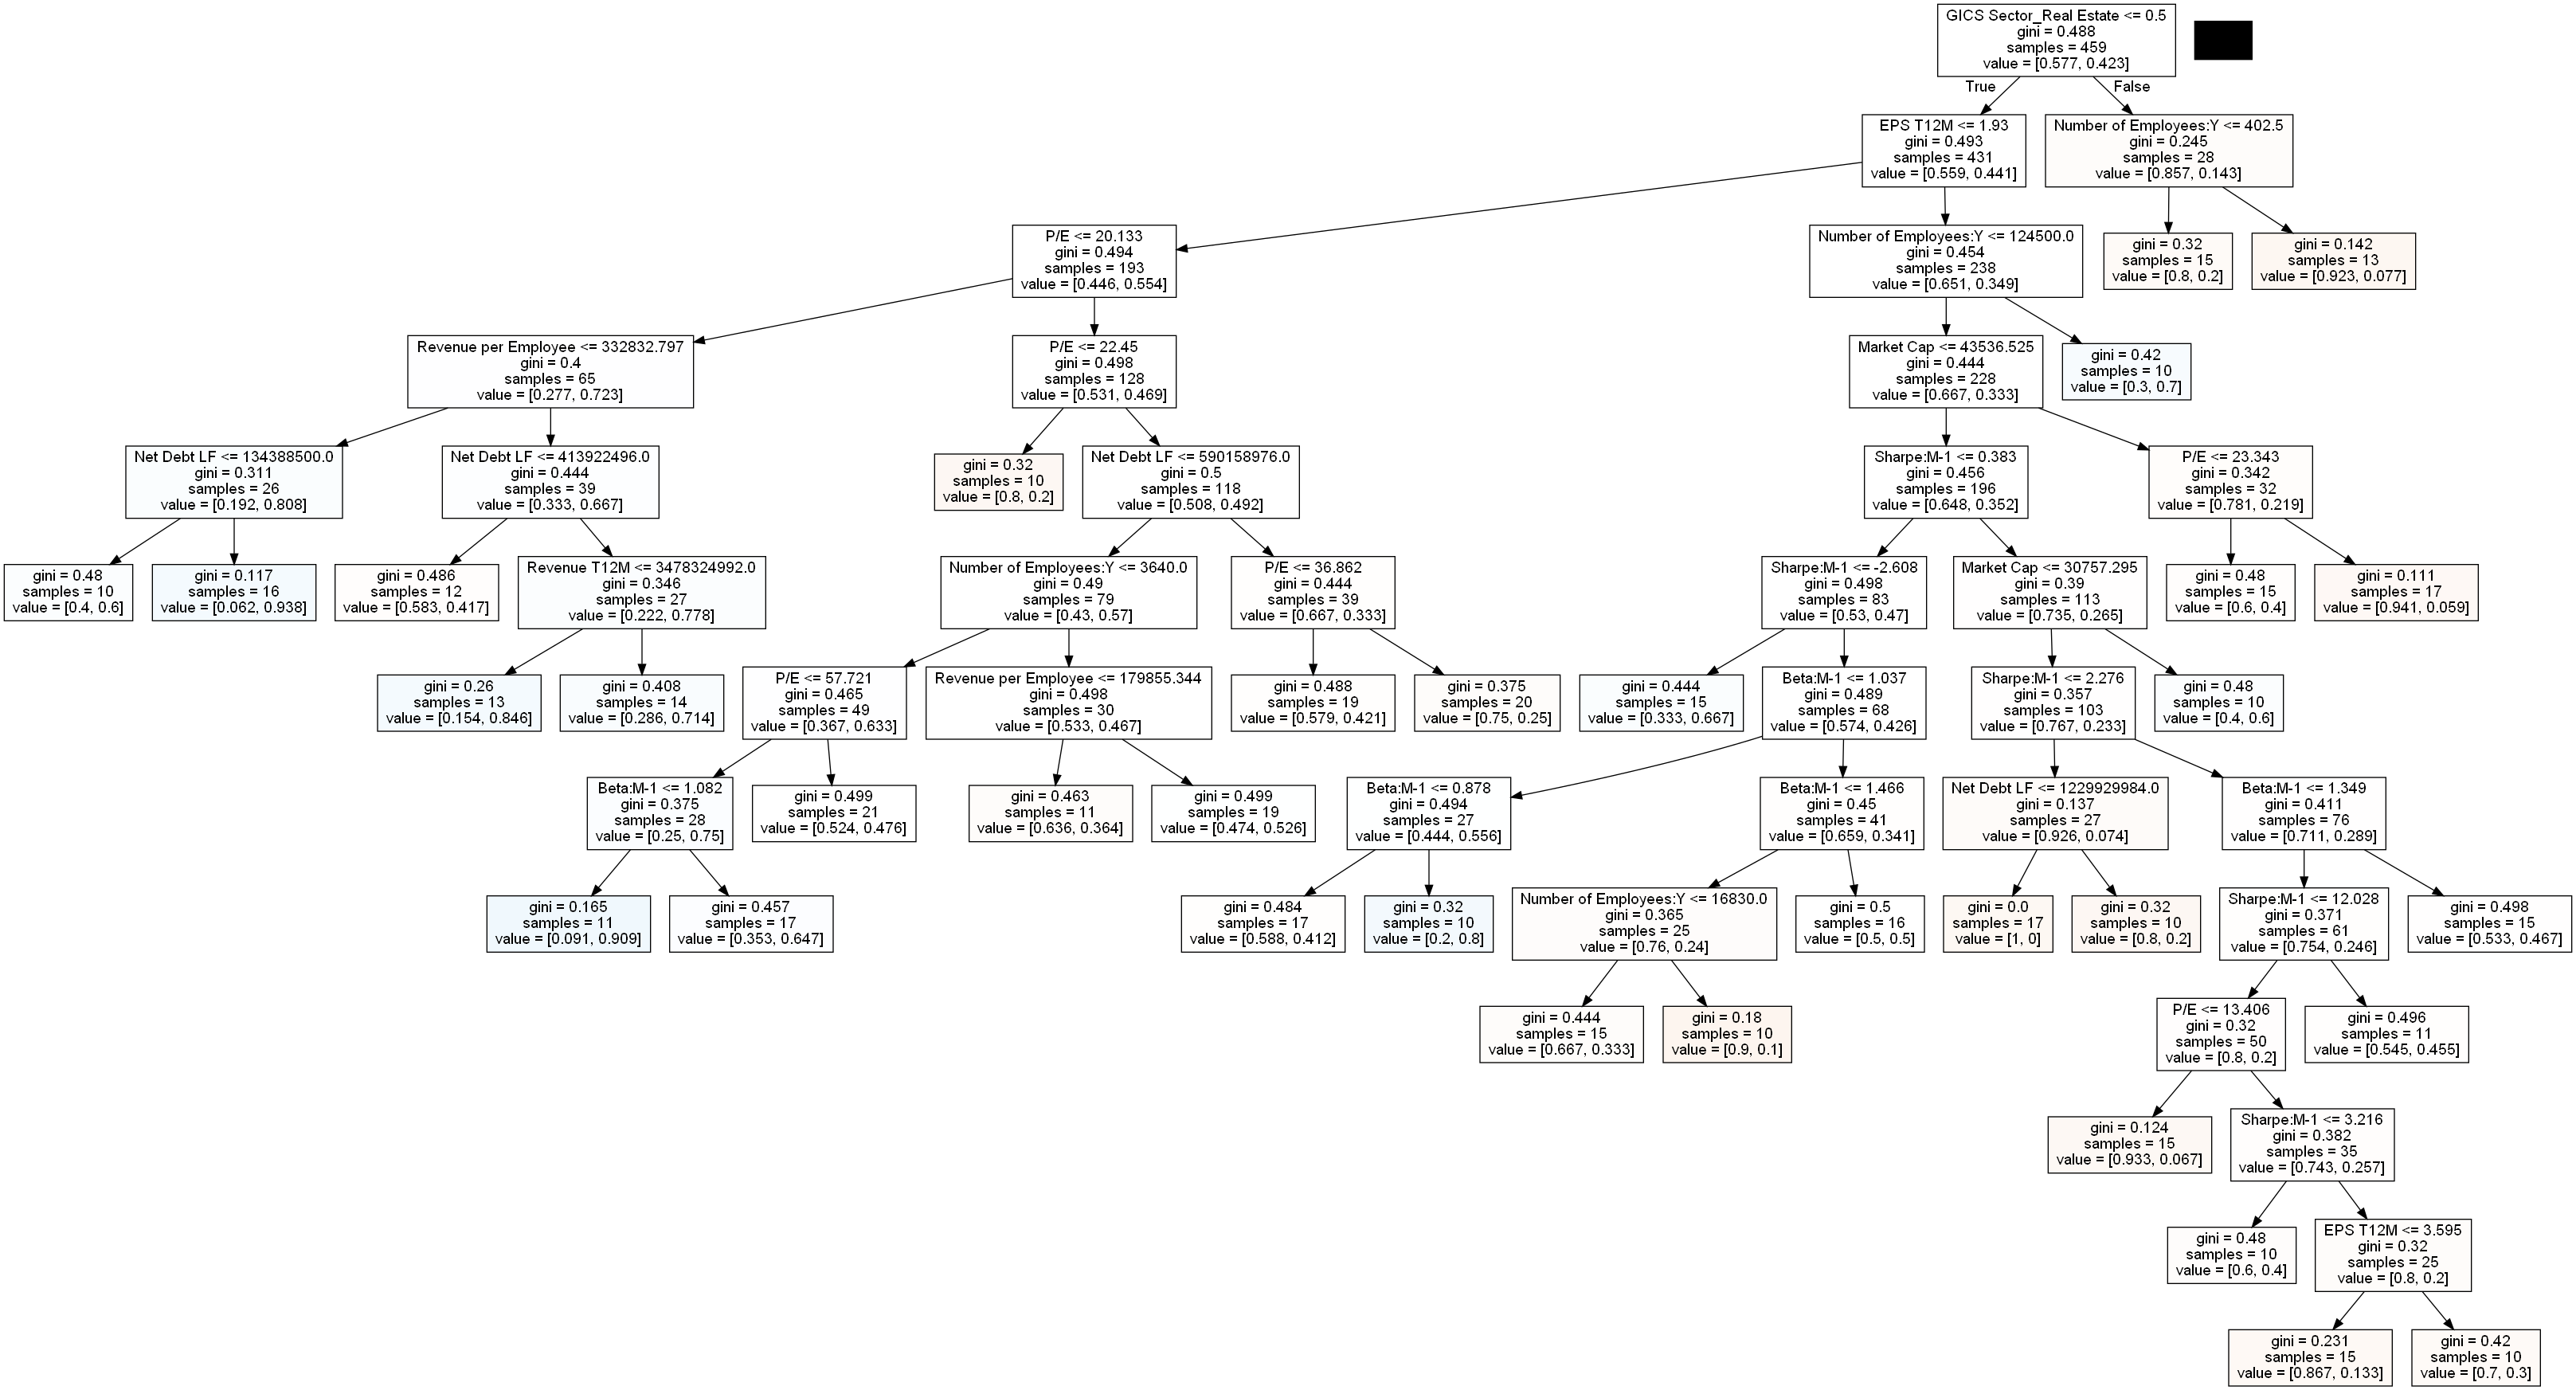 GICS Sector_Real Estate <= 0.5
gini = 0.488
samples = 459
value = [0.577, 0.423]
True
False
EPS T12M <= 1.93
gini = 0.493
samples = 431
value = [0.559, 0.441]
Number of Employees:Y <= 402.5
gini = 0.245
samples = 28
value = [0.857, 0.143]
P/E <= 20.133
gini = 0.494
samples = 193
value = [0.446, 0.554]
Number of Employees:Y <= 124500.0
gini = 0.454
samples = 238
value = [0.651, 0.349]
gini = 0.32
samples = 15
value = [0.8, 0.2]
gini = 0.142
samples = 13
value = [0.923, 0.077]
Revenue per Employee <= 332832.797
gini = 0.4
samples = 65
value = [0.277, 0.723]
P/E <= 22.45
gini = 0.498
samples = 128
value = [0.531, 0.469]
Market Cap <= 43536.525
gini = 0.444
samples = 228
value = [0.667, 0.333]
gini = 0.42
samples = 10
value = [0.3, 0.7]
Net Debt LF <= 134388500.0
gini = 0.311
samples = 26
value = [0.192, 0.808]
Net Debt LF <= 413922496.0
gini = 0.444
samples = 39
value = [0.333, 0.667]
gini = 0.32
samples = 10
value = [0.8, 0.2]
Net Debt LF <= 590158976.0
gini = 0.5
samples = 118
value = [0.508, 0.492]
Sharpe:M-1 <= 0.383
gini = 0.456
samples = 196
value = [0.648, 0.352]
P/E <= 23.343
gini = 0.342
samples = 32
value = [0.781, 0.219]
gini = 0.48
samples = 10
value = [0.4, 0.6]
gini = 0.117
samples = 16
value = [0.062, 0.938]
gini = 0.486
samples = 12
value = [0.583, 0.417]
Revenue T12M <= 3478324992.0
gini = 0.346
samples = 27
value = [0.222, 0.778]
Number of Employees:Y <= 3640.0
gini = 0.49
samples = 79
value = [0.43, 0.57]
P/E <= 36.862
gini = 0.444
samples = 39
value = [0.667, 0.333]
Sharpe:M-1 <= -2.608
gini = 0.498
samples = 83
value = [0.53, 0.47]
Market Cap <= 30757.295
gini = 0.39
samples = 113
value = [0.735, 0.265]
gini = 0.48
samples = 15
value = [0.6, 0.4]
gini = 0.111
samples = 17
value = [0.941, 0.059]
gini = 0.26
samples = 13
value = [0.154, 0.846]
gini = 0.408
samples = 14
value = [0.286, 0.714]
P/E <= 57.721
gini = 0.465
samples = 49
value = [0.367, 0.633]
Revenue per Employee <= 179855.344
gini = 0.498
samples = 30
value = [0.533, 0.467]
gini = 0.488
samples = 19
value = [0.579, 0.421]
gini = 0.375
samples = 20
value = [0.75, 0.25]
gini = 0.444
samples = 15
value = [0.333, 0.667]
Beta:M-1 <= 1.037
gini = 0.489
samples = 68
value = [0.574, 0.426]
Sharpe:M-1 <= 2.276
gini = 0.357
samples = 103
value = [0.767, 0.233]
gini = 0.48
samples = 10
value = [0.4, 0.6]
Beta:M-1 <= 1.082
gini = 0.375
samples = 28
value = [0.25, 0.75]
gini = 0.499
samples = 21
value = [0.524, 0.476]
gini = 0.463
samples = 11
value = [0.636, 0.364]
gini = 0.499
samples = 19
value = [0.474, 0.526]
Beta:M-1 <= 0.878
gini = 0.494
samples = 27
value = [0.444, 0.556]
Beta:M-1 <= 1.466
gini = 0.45
samples = 41
value = [0.659, 0.341]
Net Debt LF <= 1229929984.0
gini = 0.137
samples = 27
value = [0.926, 0.074]
Beta:M-1 <= 1.349
gini = 0.411
samples = 76
value = [0.711, 0.289]
gini = 0.165
samples = 11
value = [0.091, 0.909]
gini = 0.457
samples = 17
value = [0.353, 0.647]
gini = 0.484
samples = 17
value = [0.588, 0.412]
gini = 0.32
samples = 10
value = [0.2, 0.8]
Number of Employees:Y <= 16830.0
gini = 0.365
samples = 25
value = [0.76, 0.24]
gini = 0.5
samples = 16
value = [0.5, 0.5]
gini = 0.0
samples = 17
value = [1, 0]
gini = 0.32
samples = 10
value = [0.8, 0.2]
Sharpe:M-1 <= 12.028
gini = 0.371
samples = 61
value = [0.754, 0.246]
gini = 0.498
samples = 15
value = [0.533, 0.467]
gini = 0.444
samples = 15
value = [0.667, 0.333]
gini = 0.18
samples = 10
value = [0.9, 0.1]
P/E <= 13.406
gini = 0.32
samples = 50
value = [0.8, 0.2]
gini = 0.496
samples = 11
value = [0.545, 0.455]
gini = 0.124
samples = 15
value = [0.933, 0.067]
Sharpe:M-1 <= 3.216
gini = 0.382
samples = 35
value = [0.743, 0.257]
gini = 0.48
samples = 10
value = [0.6, 0.4]
EPS T12M <= 3.595
gini = 0.32
samples = 25
value = [0.8, 0.2]
gini = 0.231
samples = 15
value = [0.867, 0.133]
gini = 0.42
samples = 10
value = [0.7, 0.3]